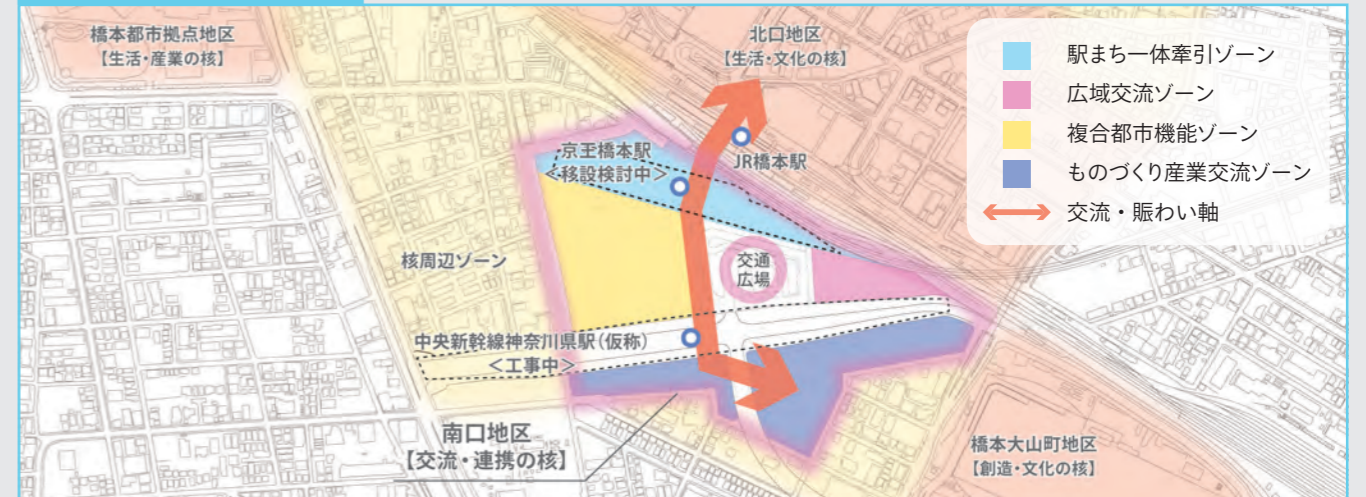 橋本都市拠点地区
【生活・産業の核】
北口地区
【生活・文化の核】
駅まち一体牽引ゾーン
広域交流ゾーン
複合都市機能ゾーン
ものづくり産業交流ゾーン
交流・賑わい軸
京王橋本駅
<移設検討中>
JR橋本駅
核周辺ゾーン
交通
広場
中央新幹線神奈川県駅(仮称)
<工事中>
南口地区
【交流・連携の核】
橋本大山町地区
【創造・文化の核】